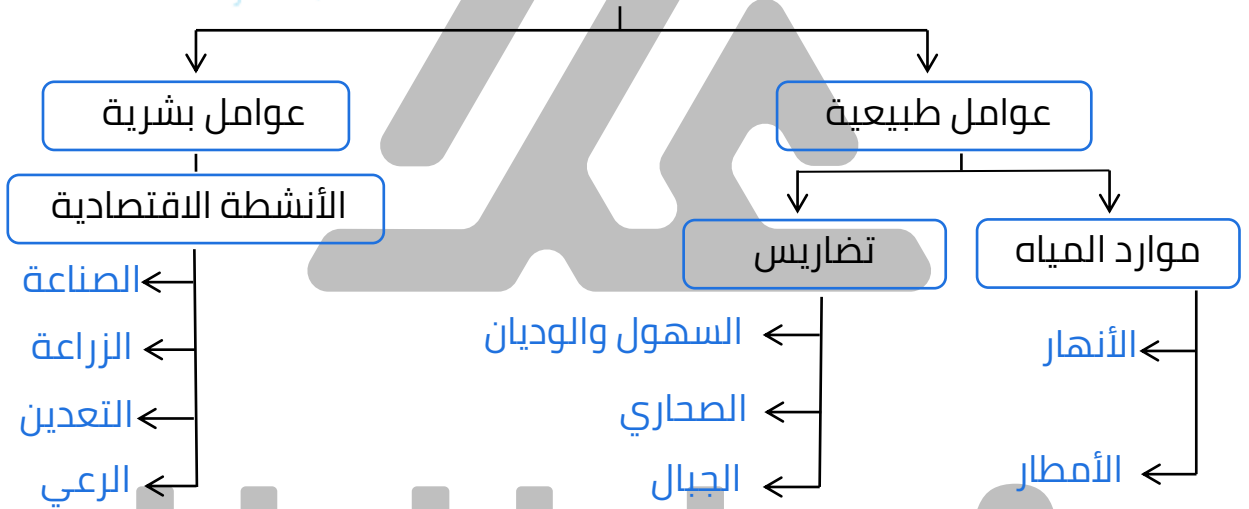 عوامل طبيعية
عوامل بشرية
موارد المياه
تضاريس
الأنشطة الاقتصادية
الأنهار
الأمطار
السهول والوديان
الصحاري
الجبال
الصناعة
الزراعة
التعدين
الرعي